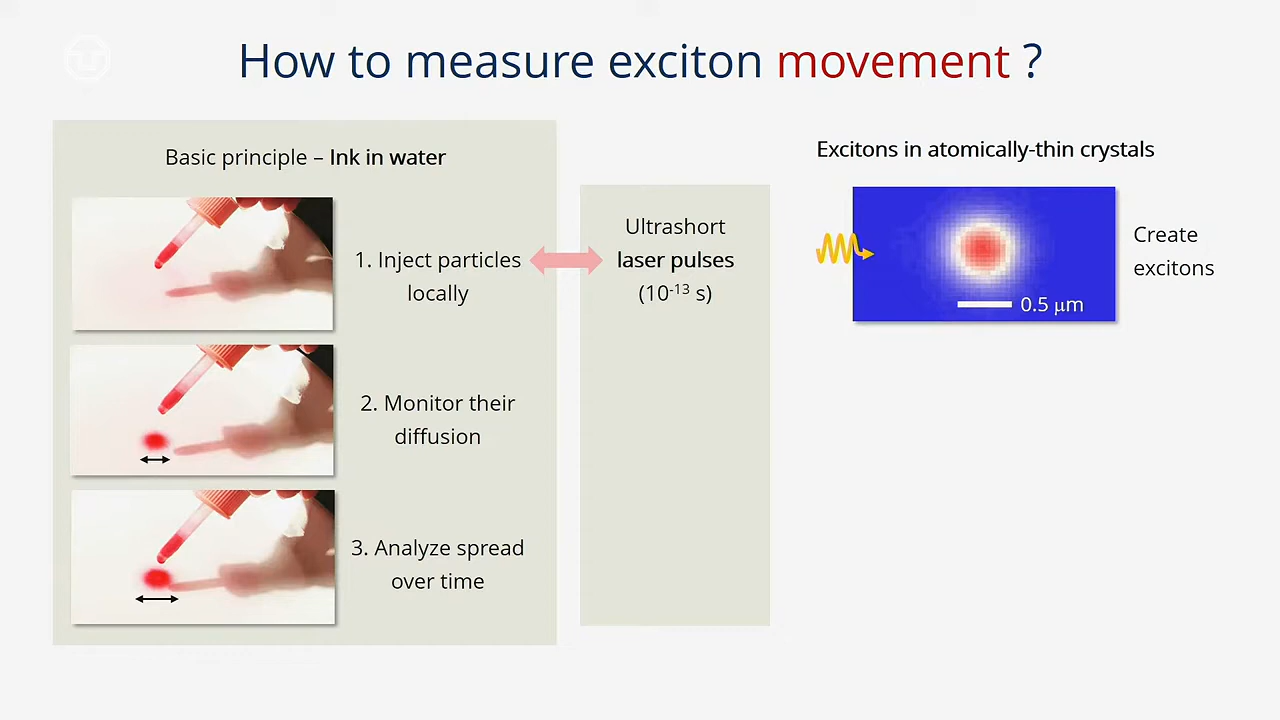 How to measure exciton movement ?
Basic principle – Ink in water
1. Inject particles
locally
2. Monitor their
diffusion
3. Analyze spread
over time
Ultrashort
laser pulses
(10⁻¹³ s)
Excitons in atomically-thin crystals
0.5 μm
Create
excitons